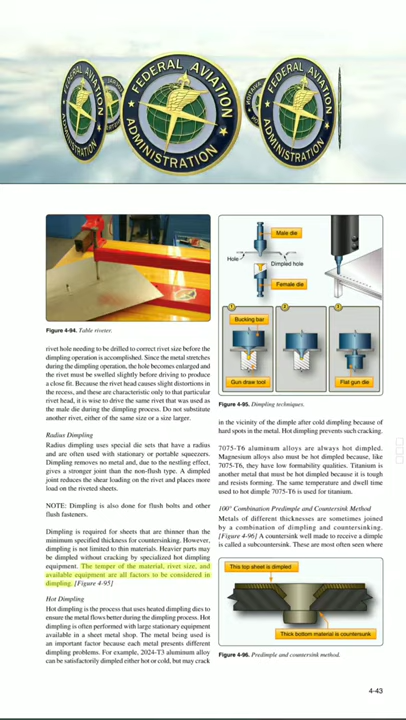 FEDERAL AVIATION
ADMINISTRATION
FEDERAL AVIATION
ADMINISTRATION
FEDERAL AVIATION
ADMINISTRATION
Figure 4-94. Table riveter.
rivet hole needing to be drilled to correct rivet size before the
dimpling operation is accomplished. Since the metal stretches
during the dimpling operation, the hole becomes enlarged and
the rivet must be swelled slightly before driving to produce
a close fit. Because the rivet head causes slight distortions in
the recess, and these are characteristic only to that particular
rivet head, it is wise to drive the same rivet that was used as
the male die during the dimpling process. Do not substitute
another rivet, either of the same size or a size larger.
Radius Dimpling
Radius dimpling uses special die sets that have a radius
and are often used with stationary or portable squeezers.
Dimpling removes no metal and, due to the nestling effect,
gives a stronger joint than the non-flush type. A dimpled
joint reduces the shear loading on the rivet and places more
load on the riveted sheets.
NOTE: Dimpling is also done for flush bolts and other
flush fasteners.
Dimpling is required for sheets that are thinner than the
minimum specified thickness for countersinking. However,
dimpling is not limited to thin materials. Heavier parts may
be dimpled without cracking by specialized hot dimpling
equipment. The temper of the material, rivet size, and
available equipment are all factors to be considered in
dimpling. [Figure 4-95]
Hot Dimpling
Hot dimpling is the process that uses heated dimpling dies to
ensure the metal flows better during the dimpling process. Hot
dimpling is often performed with large stationary equipment
available in a sheet metal shop. The metal being used is
an important factor because each metal presents different
dimpling problems. For example, 2024-T3 aluminum alloy
can be satisfactorily dimpled either hot or cold, but may crack
Male die
Hole
Dimpled hole
Female die
1
2
3
Bucking bar
Gun draw tool
Flat gun die
Figure 4-95. Dimpling techniques.
in the vicinity of the dimple after cold dimpling because of
hard spots in the metal. Hot dimpling prevents such cracking.
7075-T6 aluminum alloys are always hot dimpled.
Magnesium alloys also must be hot dimpled because, like
7075-T6, they have low formability qualities. Titanium is
another metal that must be hot dimpled because it is tough
and resists forming. The same temperature and dwell time
used to hot dimple 7075-T6 is used for titanium.
100° Combination Predimple and Countersink Method
Metals of different thicknesses are sometimes joined
by a combination of dimpling and countersinking.
[Figure 4-96] A countersink well made to receive a dimple
is called a subcountersink. These are most often seen where
This top sheet is dimpled
Thick bottom material is countersunk
Figure 4-96. Predimple and countersink method.
4-43